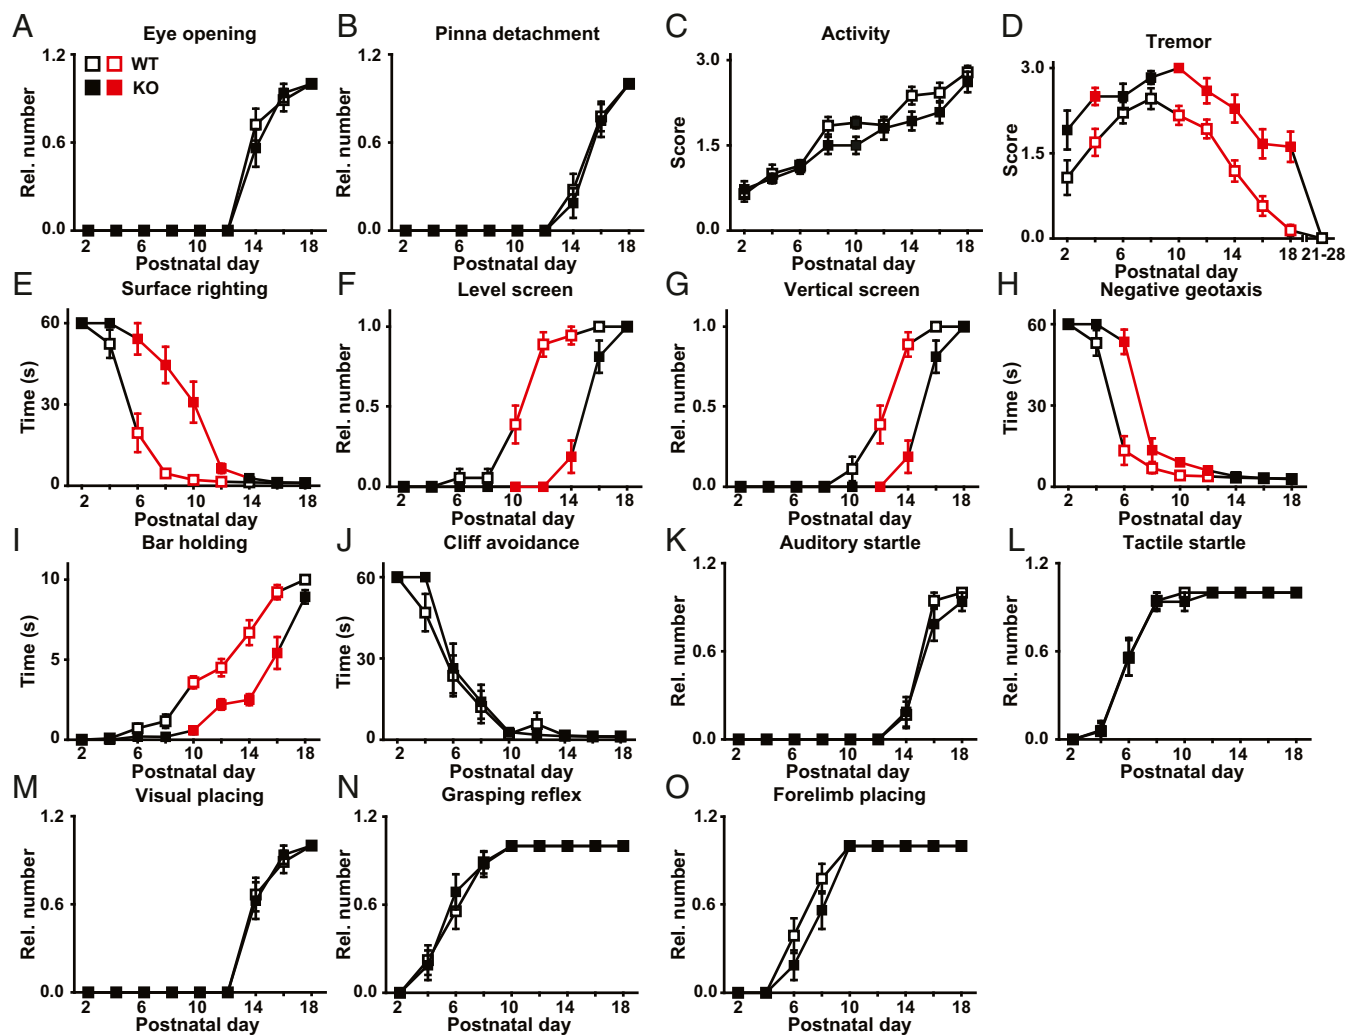 A Eye opening
1.2
0.6
0.0
Rel. number
WT
KO
2 6 10 14 18
Postnatal day
B Pinna detachment
1.2
0.6
0.0
Rel. number
2 6 10 14 18
Postnatal day
C Activity
3.0
1.5
0.0
Score
2 6 10 14 18
Postnatal day
D Tremor
3.0
1.5
0.0
Score
2 6 10 14 18 21-28
Postnatal day
E Surface righting
60
30
0
Time (s)
2 6 10 14 18
Postnatal day
F Level screen
1.0
0.5
0.0
Rel. number
2 6 10 14 18
Postnatal day
G Vertical screen
1.0
0.5
0.0
Rel. number
2 6 10 14 18
Postnatal day
H Negative geotaxis
60
30
0
Time (s)
2 6 10 14 18
Postnatal day
I Bar holding
10
5
0
Time (s)
2 6 10 14 18
Postnatal day
J Cliff avoidance
60
30
0
Time (s)
2 6 10 14 18
Postnatal day
K Auditory startle
1.2
0.6
0.0
Rel. number
2 6 10 14 18
Postnatal day
L Tactile startle
1.2
0.6
0.0
Rel. number
2 6 10 14 18
Postnatal day
M Visual placing
1.2
0.6
0.0
Rel. number
2 6 10 14 18
Postnatal day
N Grasping reflex
1.2
0.6
0.0
Rel. number
2 6 10 14 18
Postnatal day
O Forelimb placing
1.2
0.6
0.0
Rel. number
2 6 10 14 18
Postnatal day